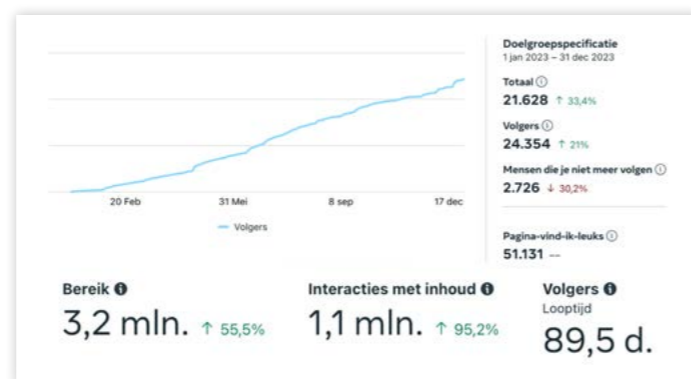 Doelgroepspecificatie
1 jan 2023 – 31 dec 2023
Totaal
21.628 ↑ 33,4%
Volgers
24.354 ↑ 21%
Mensen die je niet meer volgen
2.726 ↓ 30,2%
Pagina-vind-ik-leuks
51.131 --
20 Feb 31 Mei 8 sep 17 dec
Volgers
Bereik
3,2 mln. ↑ 55,5%
Interacties met inhoud
1,1 mln. ↑ 95,2%
Volgers
Looptijd
89,5 d.